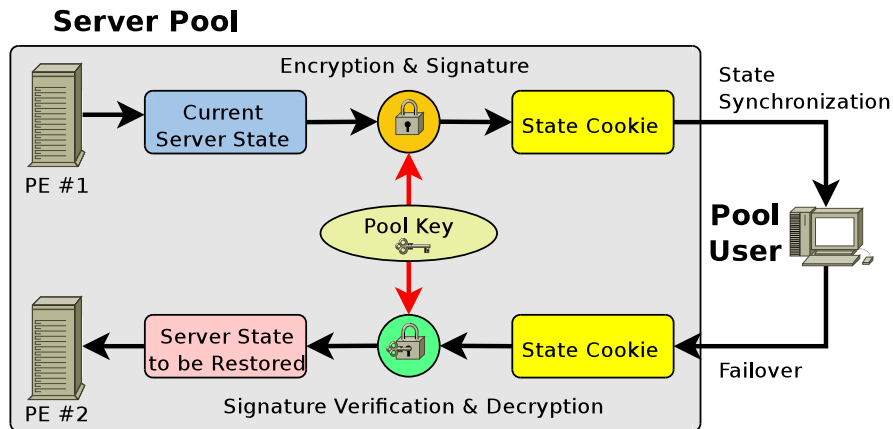 Server Pool
Encryption & Signature
State
Synchronization
Current
Server State
State Cookie
PE #1
Pool Key
Pool
User
Server State
to be Restored
State Cookie
Failover
PE #2
Signature Verification & Decryption